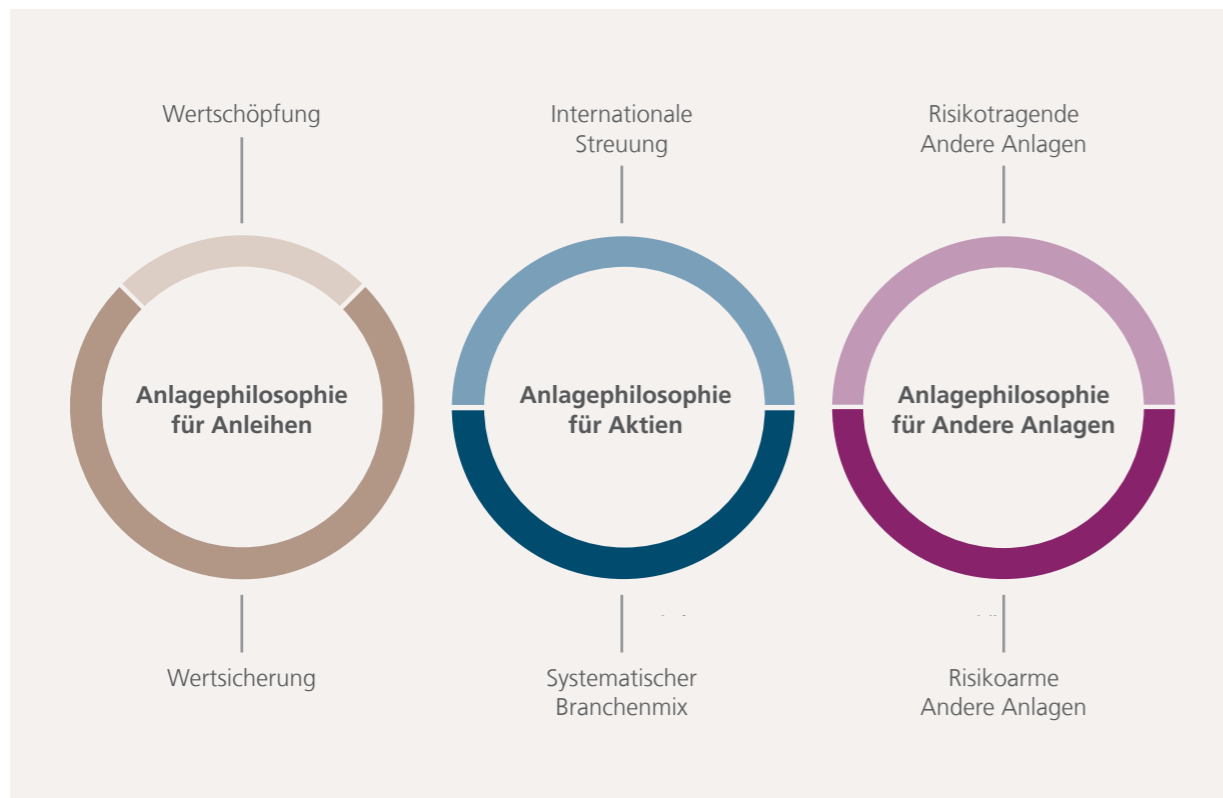 Wertschöpfung
Internationale
Streuung
Risikotragende
Andere Anlagen
Anlagephilosophie
für Anleihen
Anlagephilosophie
für Aktien
Anlagephilosophie
für Andere Anlagen
Wertsicherung
Systematischer
Branchenmix
Risikoarme
Andere Anlagen